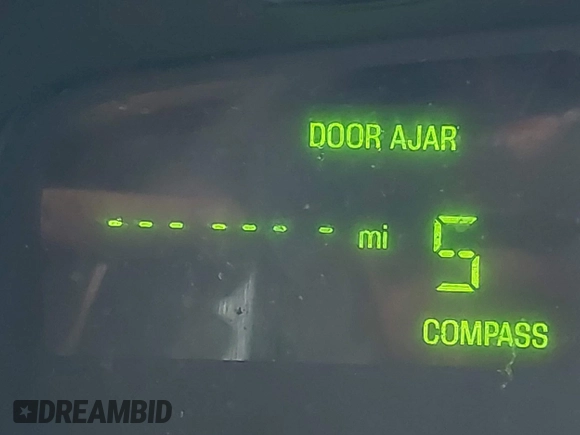 DOOR AJAR
------- mi S
COMPASS
DREAMBID